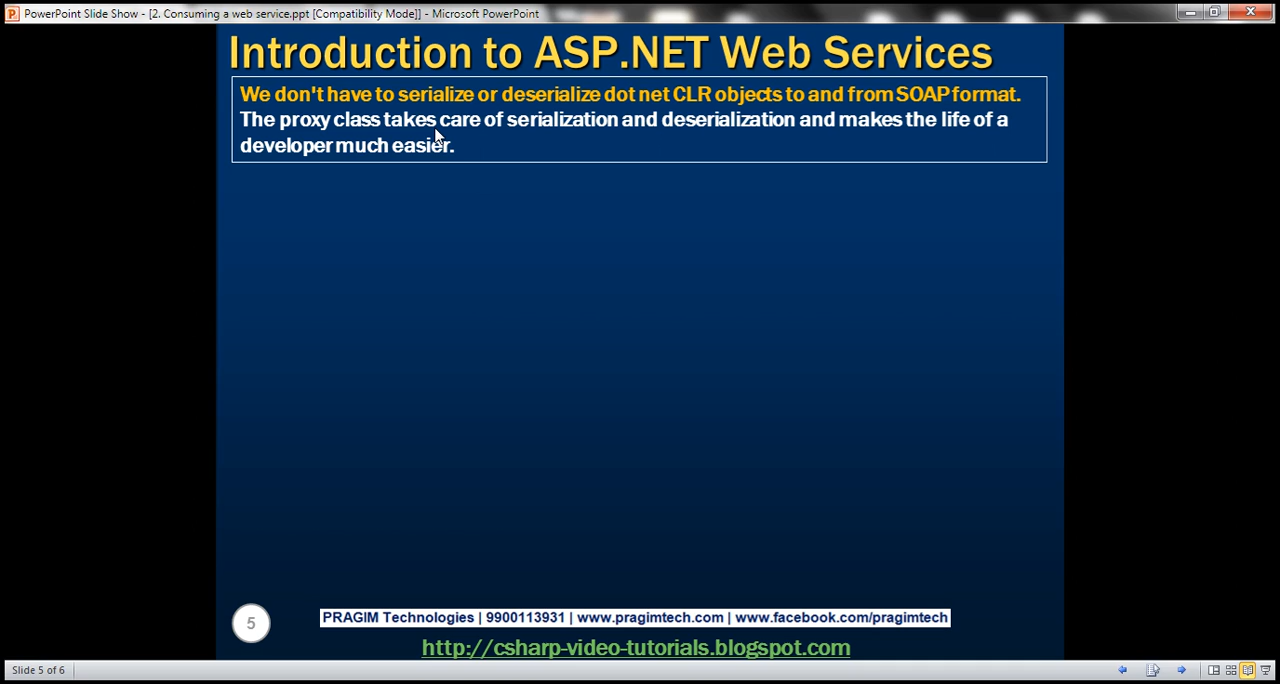 PowerPoint Slide Show - [2. Consuming a web service.ppt [Compatibility Mode]] - Microsoft PowerPoint
Introduction to ASP.NET Web Services
We don't have to serialize or deserialize dot net CLR objects to and from SOAP format.
The proxy class takes care of serialization and deserialization and makes the life of a
developer much easier.
5
PRAGIM Technologies | 9900113931 | www.pragimtech.com | www.facebook.com/pragimtech
http://csharp-video-tutorials.blogspot.com
Slide 5 of 6